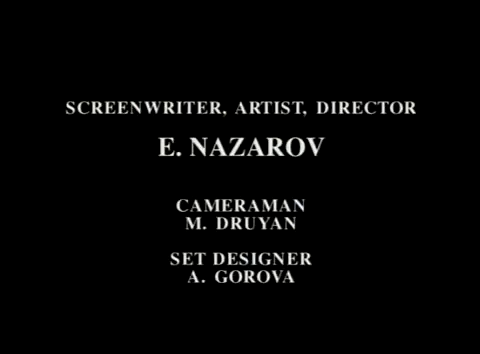 SCREENWRITER, ARTIST, DIRECTOR
E. NAZAROV
CAMERAMAN
M. DRUYAN
SET DESIGNER
A. GOROVA